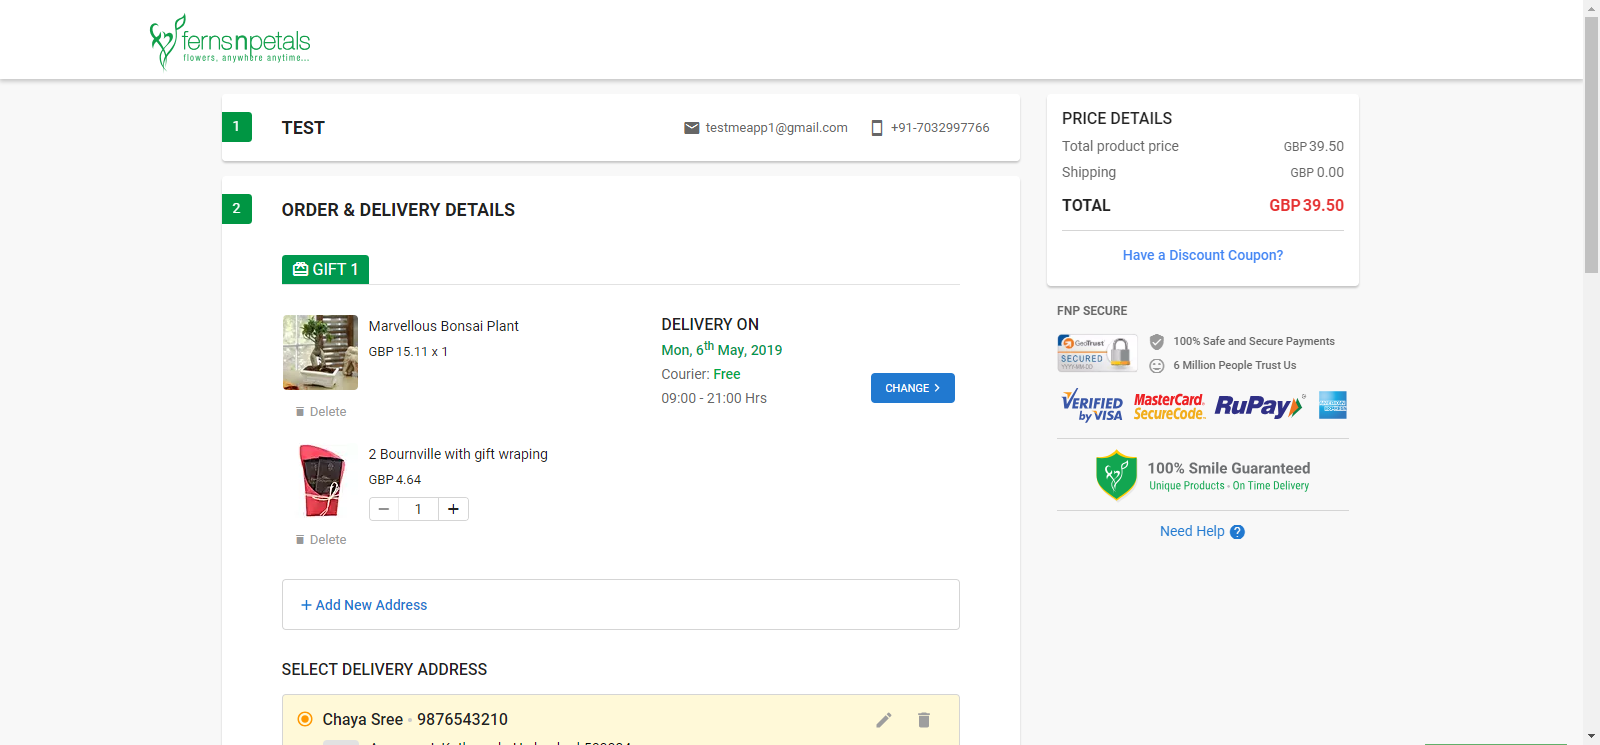 fernsnpetals
flowers, anywhere anytime...
1
TEST
testmeapp1@gmail.com
+91-7032997766
2
ORDER & DELIVERY DETAILS
GIFT 1
Marvellous Bonsai Plant
GBP 15.11 x 1
Delete
DELIVERY ON
Mon, 6th May, 2019
Courier: Free
09:00 - 21:00 Hrs
CHANGE
2 Bournville with gift wraping
GBP 4.64
− 1 +
Delete
+ Add New Address
SELECT DELIVERY ADDRESS
Chaya Sree • 9876543210
PRICE DETAILS
Total product price GBP 39.50
Shipping GBP 0.00
TOTAL GBP 39.50
Have a Discount Coupon?
FNP SECURE
GeoTrust
SECURED
YYYY-MM-DD
100% Safe and Secure Payments
6 Million People Trust Us
VERIFIED
by VISA
MasterCard.
SecureCode.
RuPay
100% Smile Guaranteed
Unique Products • On Time Delivery
Need Help ?